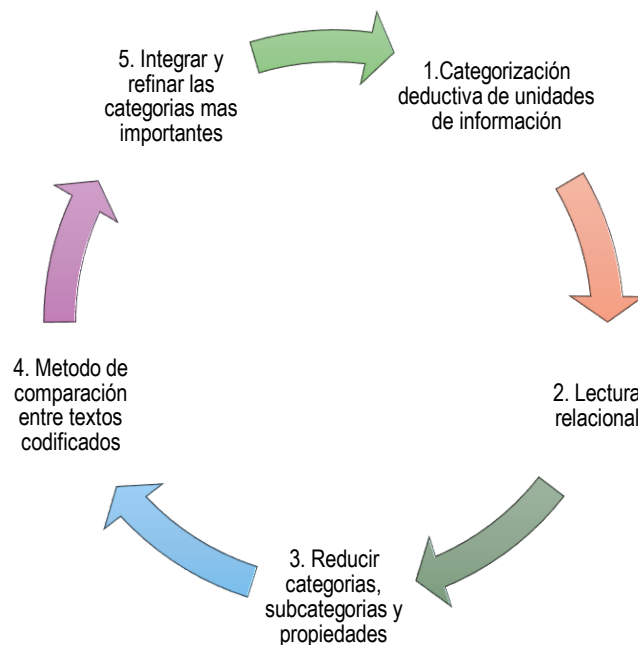 1.Categorización
deductiva de unidades
de información
2. Lectura
relacional
3. Reducir
categorias,
subcategorias y
propiedades
4. Metodo de
comparación
entre textos
codificados
5. Integrar y
refinar las
categorias mas
importantes